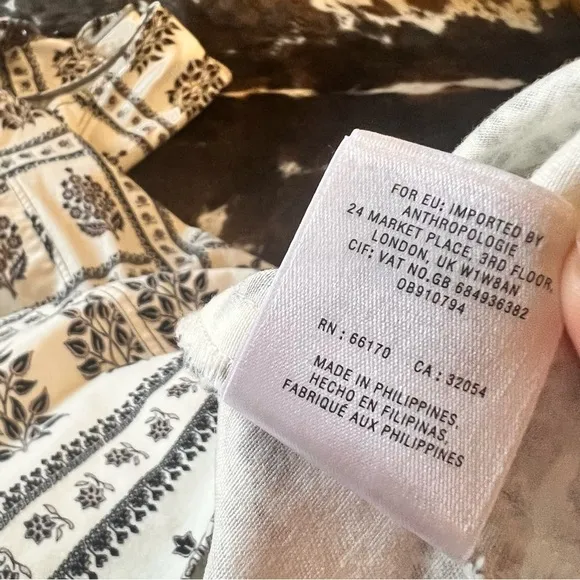 FOR EU: IMPORTED BY
ANTHROPOLOGIE
24 MARKET PLACE, 3RD FLOOR,
LONDON, UK W1W8AN
CIF: VAT NO.GB 684936382
OB910794
RN : 66170 CA : 32054
MADE IN PHILIPPINES,
HECHO EN FILIPINAS,
FABRIQUÉ AUX PHILIPPINES